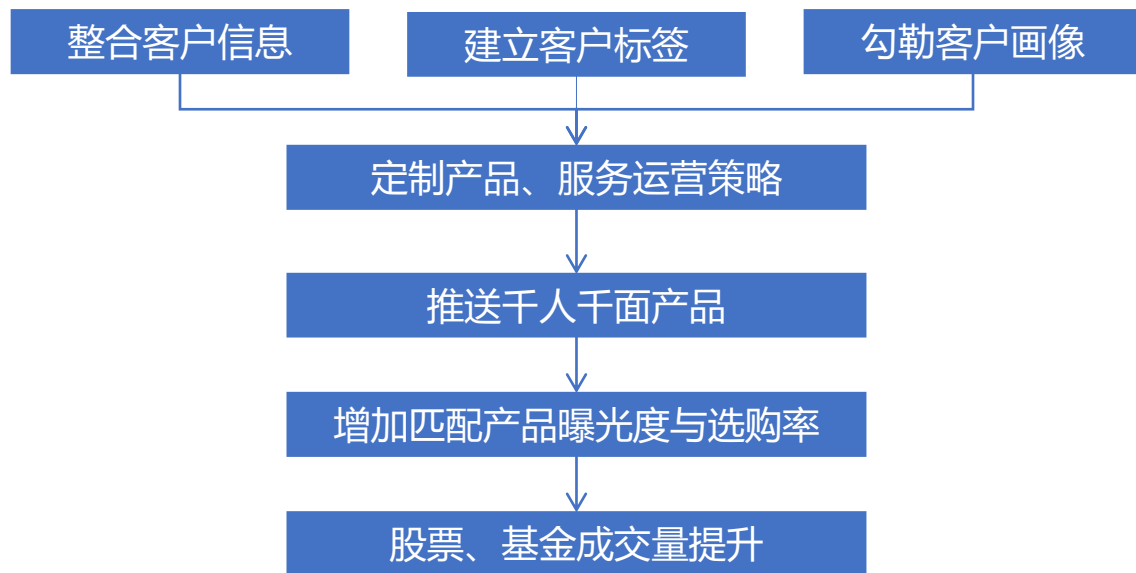 整合客户信息
建立客户标签
勾勒客户画像
定制产品、服务运营策略
推送千人千面产品
增加匹配产品曝光度与选购率
股票、基金成交量提升